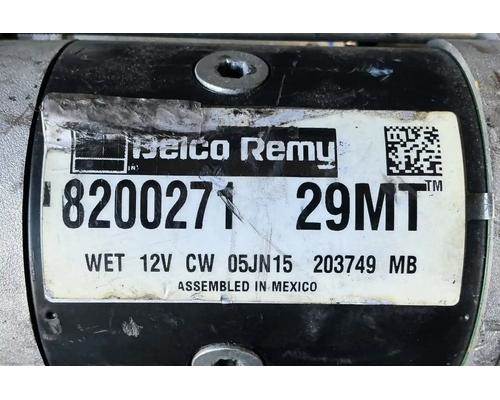 Delco Remy
8200271 29MT™
WET 12V CW 05JN15 203749 MB
ASSEMBLED IN MEXICO